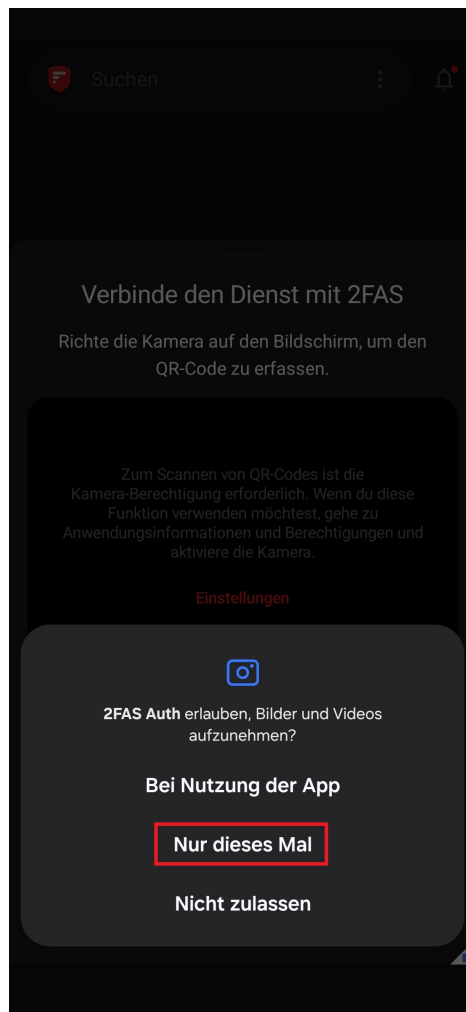 Suchen
Verbinde den Dienst mit 2FAS
Richte die Kamera auf den Bildschirm, um den
QR-Code zu erfassen.
Zum Scannen von QR-Codes ist die
Kamera-Berechtigung erforderlich. Wenn du diese
Funktion verwenden möchtest, gehe zu
Anwendungsinformationen und Berechtigungen und
aktiviere die Kamera.
Einstellungen
2FAS Auth erlauben, Bilder und Videos
aufzunehmen?
Bei Nutzung der App
Nur dieses Mal
Nicht zulassen